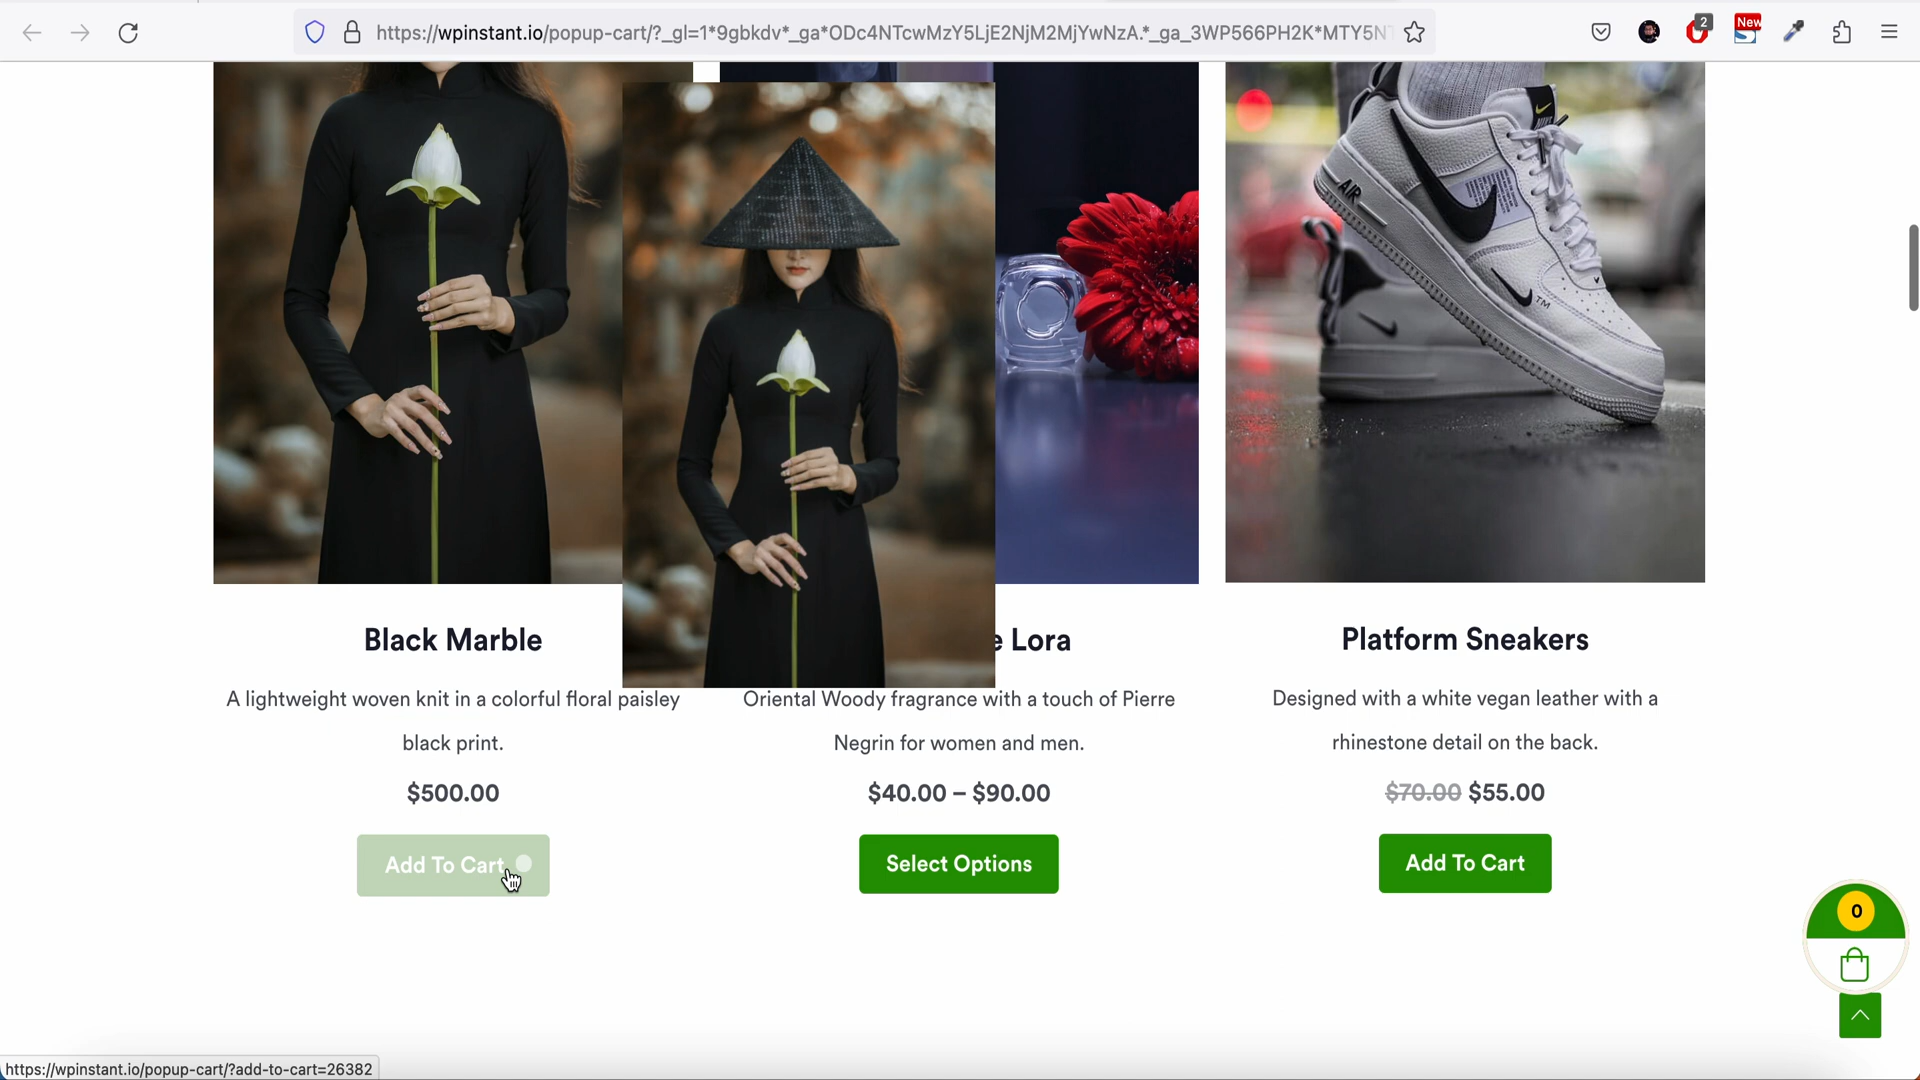 https://wpinstant.io/popup-cart/?_gl=1*9gbkdv*_ga*ODc4NTcwMzY5LjE2NjM2MjYwNzA.*_ga_3WP566PH2K*MTY5NT
2
New
AIR
NIKE
TM
Black Marble
e Lora
Platform Sneakers
A lightweight woven knit in a colorful floral paisley
black print.
Oriental Woody fragrance with a touch of Pierre
Negrin for women and men.
Designed with a white vegan leather with a
rhinestone detail on the back.
$500.00
$40.00 – $90.00
$70.00 $55.00
Add To Cart
Select Options
Add To Cart
0
https://wpinstant.io/popup-cart/?add-to-cart=26382